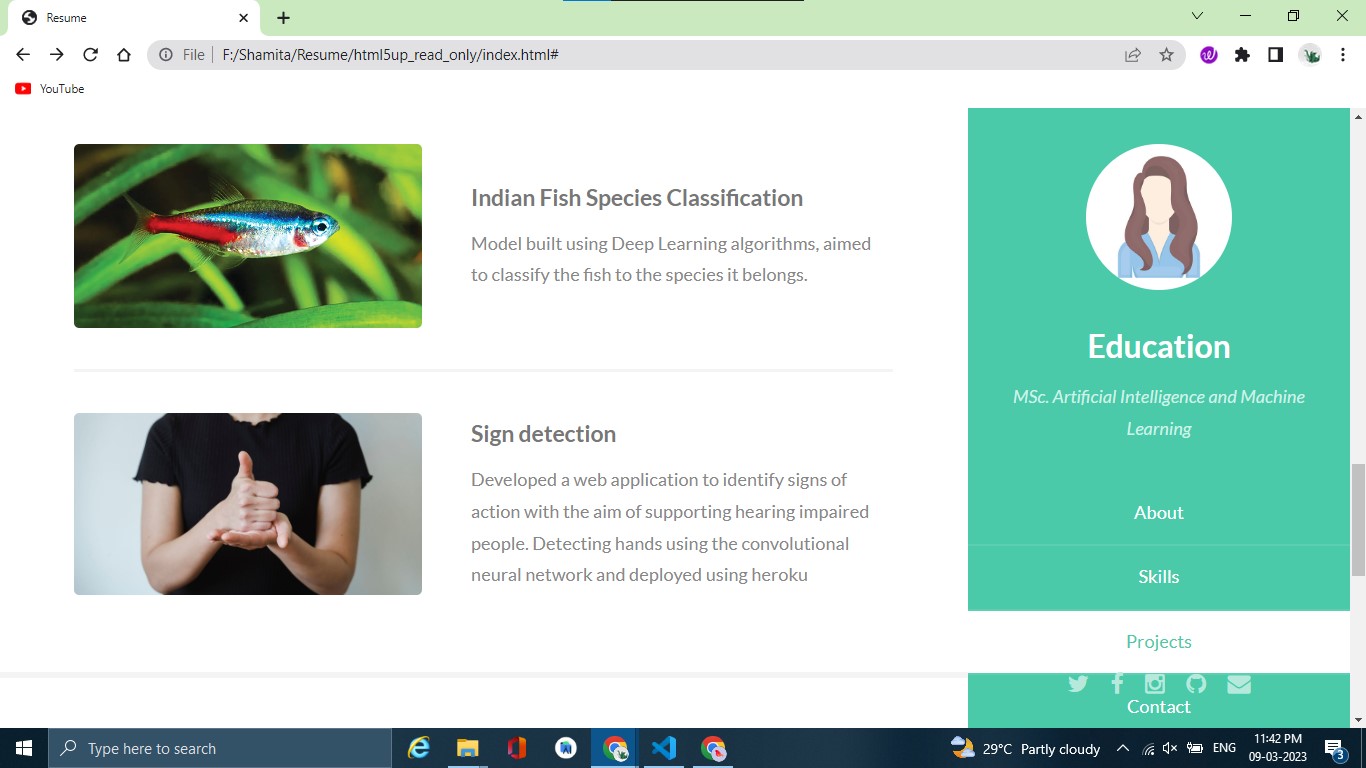 Resume
File
F:/Shamita/Resume/html5up_read_only/index.html#
YouTube
Indian Fish Species Classification
Model built using Deep Learning algorithms, aimed
to classify the fish to the species it belongs.
Sign detection
Developed a web application to identify signs of
action with the aim of supporting hearing impaired
people. Detecting hands using the convolutional
neural network and deployed using heroku
Education
MSc. Artificial Intelligence and Machine
Learning
About
Skills
Projects
Contact
Type here to search
29°C Partly cloudy
ENG
11:42 PM
09-03-2023
3